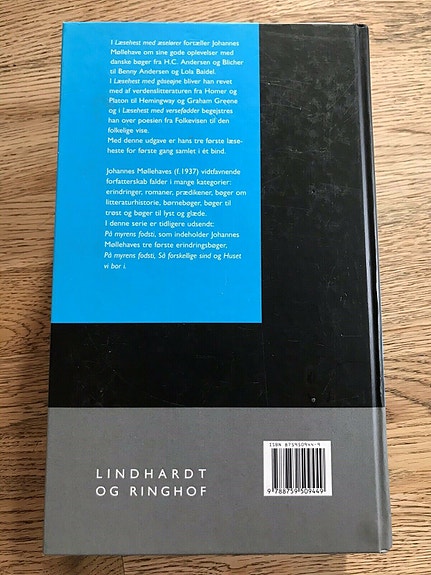 I Læsehest med æselører fortæller Johannes
Møllehave om sine gode oplevelser med
danske bøger fra H.C. Andersen og Blicher
til Benny Andersen og Lola Baidel.
I Læsehest med gåseøjne bliver han revet
med af verdenslitteraturen fra Homer og
Platon til Hemingway og Graham Greene
og i Læsehest med versefødder begejstres
han over poesien fra Folkevisen til den
folkelige vise.
Med denne udgave er hans tre første læse-
heste for første gang samlet i ét bind.
Johannes Møllehaves (f. 1937) vidtfavnende
forfatterskab falder i mange kategorier:
erindringer, romaner, prædikener, bøger om
litteraturhistorie, børnebøger, bøger til
trøst og bøger til lyst og glæde.
I denne serie er tidligere udsendt:
På myrens fodsti, som indeholder Johannes
Møllehaves tre første erindringsbøger,
På myrens fodsti, Så forskellige sind og Huset
vi bor i.
ISBN 875950944-9
9 788759 509449
LINDHARDT
OG RINGHOF